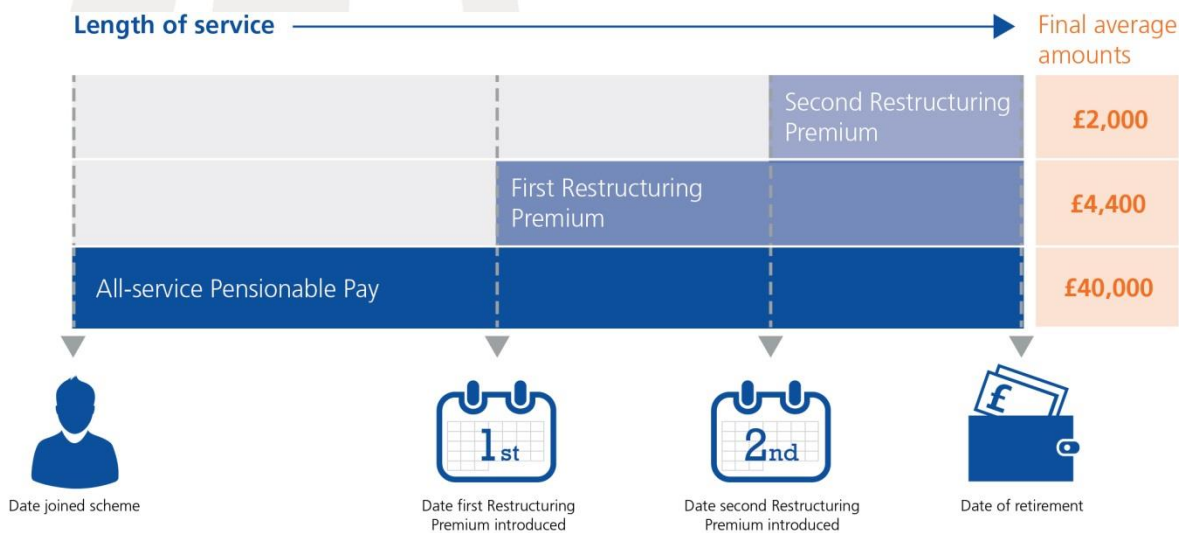 Length of service
Final average
amounts
Second Restructuring
Premium
£2,000
First Restructuring
Premium
£4,400
All-service Pensionable Pay
£40,000
1st
2nd
£
Date joined scheme
Date first Restructuring
Premium introduced
Date second Restructuring
Premium introduced
Date of retirement